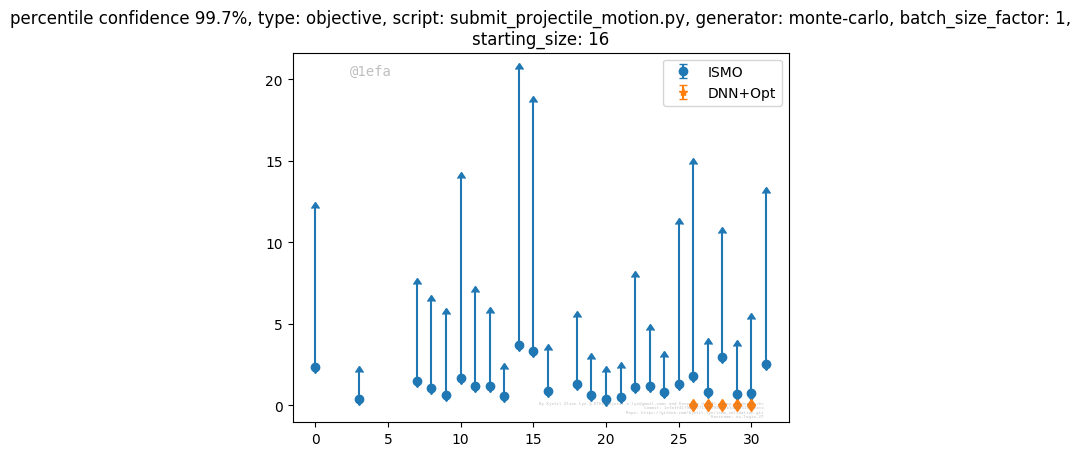 percentile confidence 99.7%, type: objective, script: submit_projectile_motion.py, generator: monte-carlo, batch_size_factor: 1,
starting_size: 16
@1efa
ISMO
DNN+Opt
20
15
10
5
0
0 5 10 15 20 25 30